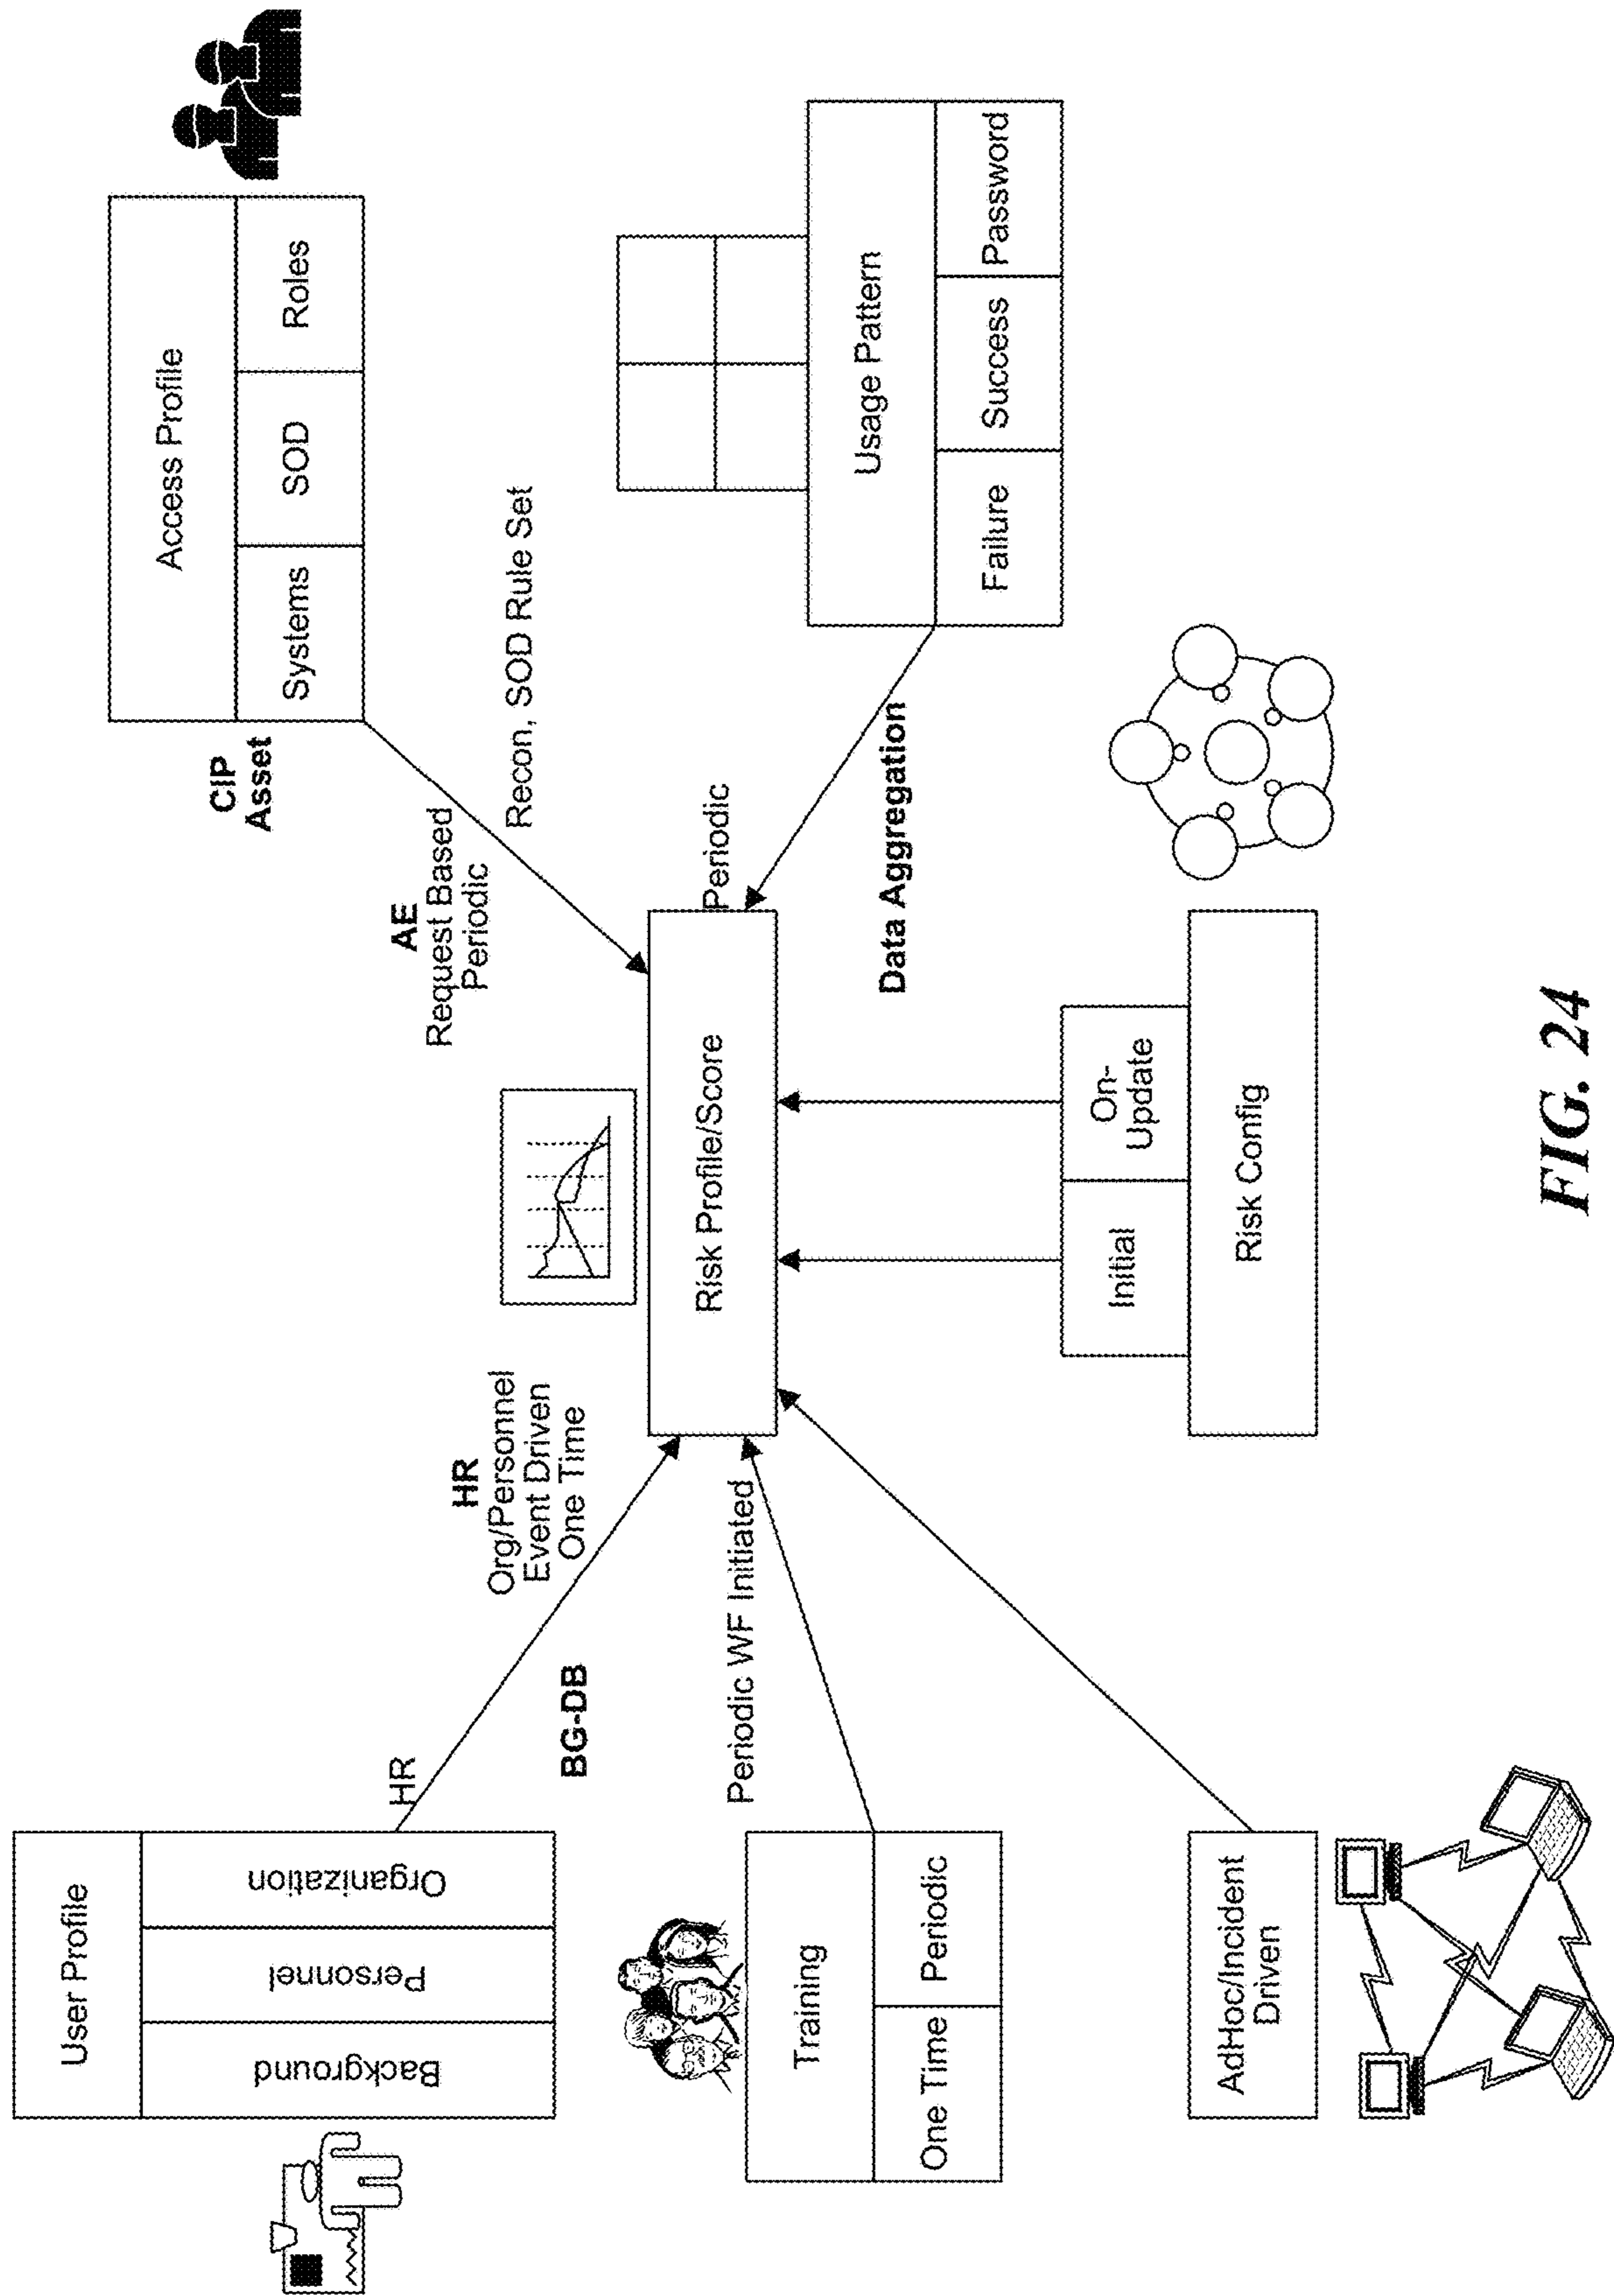 User Profile
Background
Personnel
Organization
HR
HR
Org/Personnel
Event Driven
One Time
BG-DB
Training
One Time
Periodic
Periodic WF Initiated
AdHoc/Incident
Driven
Risk Profile/Score
Initial
On-
Update
Risk Config
AE
Request Based
Periodic
CIP
Asset
Access Profile
Systems
SOD
Roles
Recon, SOD Rule Set
Periodic
Data Aggregation
Usage Pattern
Failure
Success
Password
FIG. 24